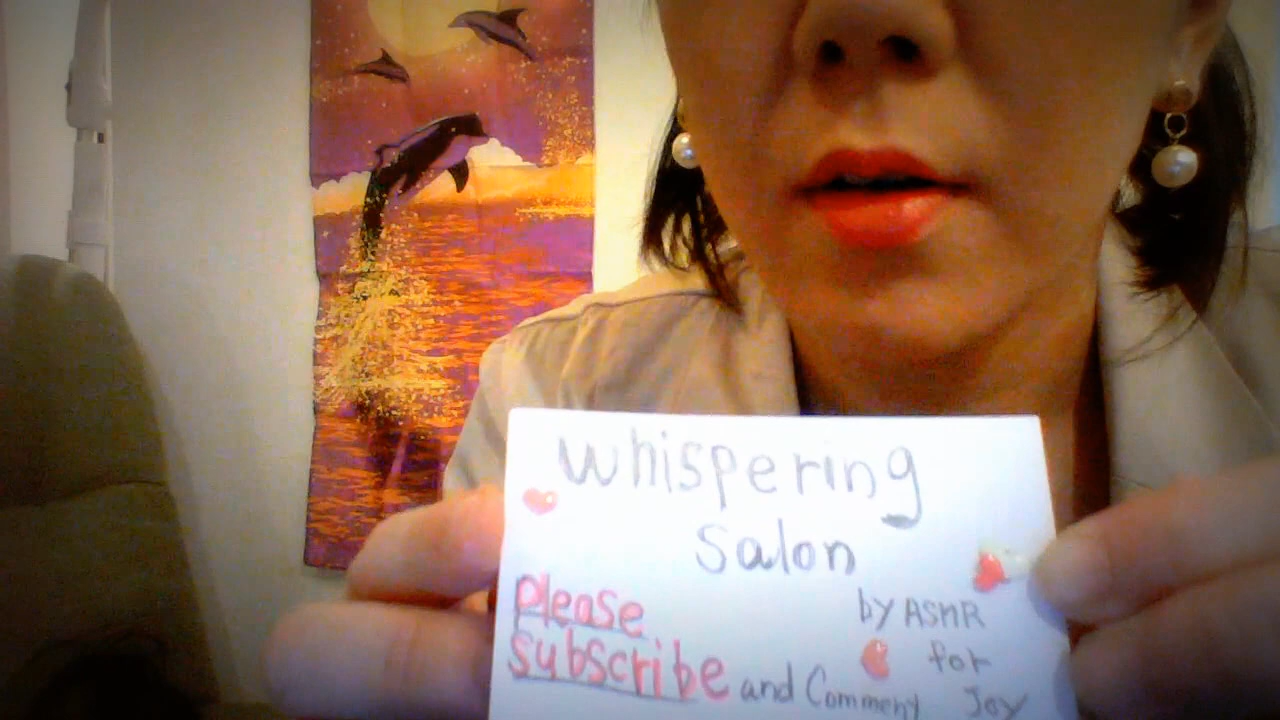 whispering
Salon
by ASMR
for
Joy
Please
subscribe and Comment